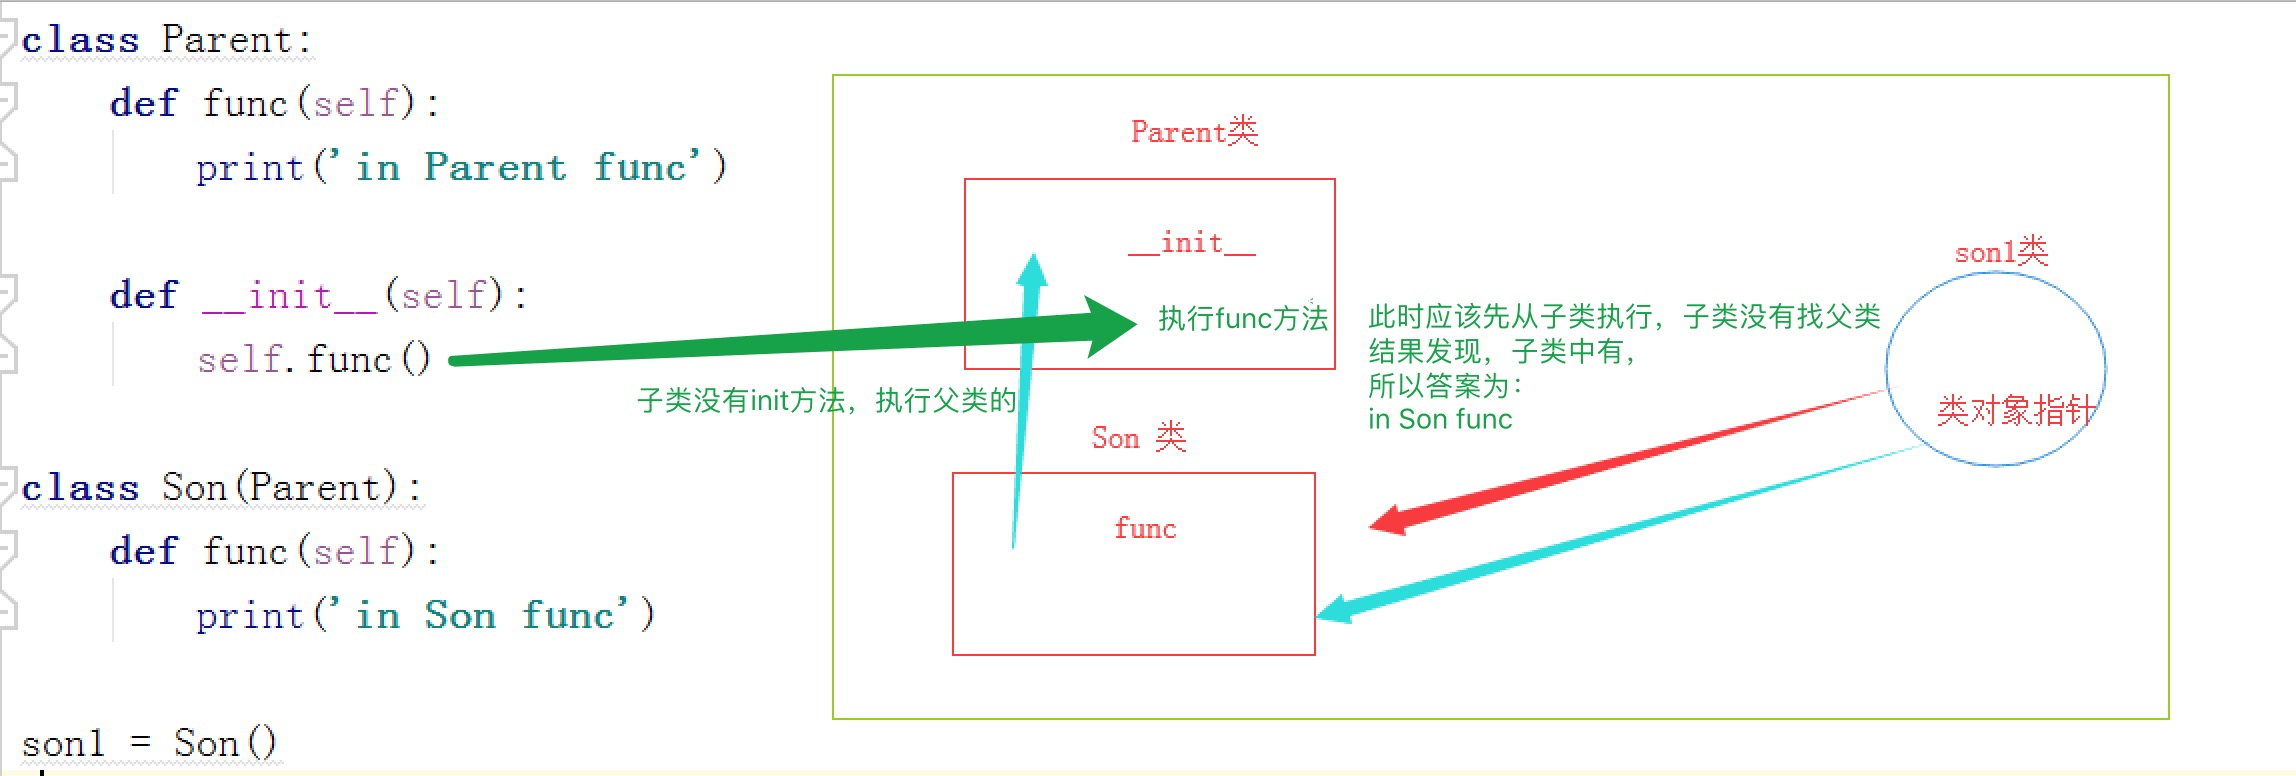 class Parent:
    def func(self):
        print('in Parent func')
    def __init__(self):
        self.func()
class Son(Parent):
    def func(self):
        print('in Son func')
son1 = Son()
Parent类
__init__
执行func方法
子类没有init方法，执行父类的
Son 类
func
此时应该先从子类执行，子类没有找父类
结果发现，子类中有，
所以答案为：
in Son func
son1类
类对象指针